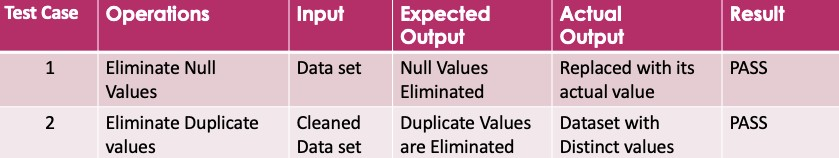 Test Case Operations Input Expected Output Actual Output Result
1 Eliminate Null Values Data set Null Values Eliminated Replaced with its actual value PASS
2 Eliminate Duplicate values Cleaned Data set Duplicate Values are Eliminated Dataset with Distinct values PASS